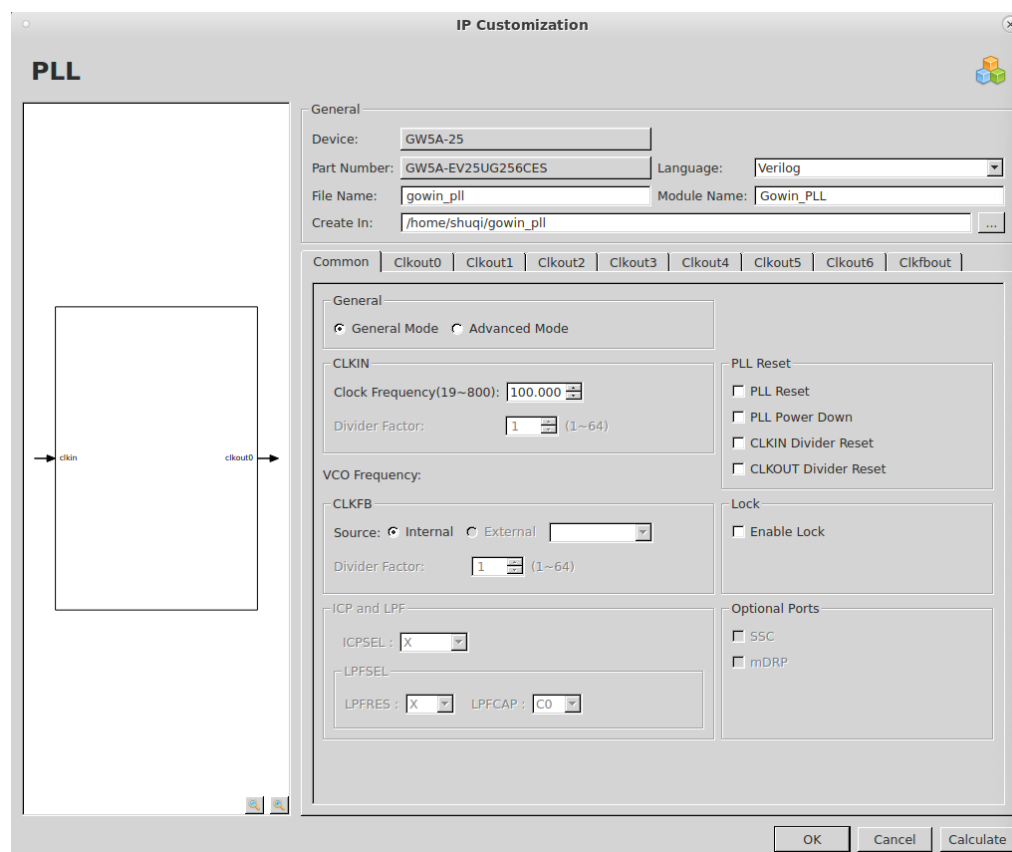 IP Customization
PLL
General
Device: GW5A-25
Part Number: GW5A-EV25UG256CES Language: Verilog
File Name: gowin_pll Module Name: Gowin_PLL
Create In: /home/shuqi/gowin_pll ...
Common Clkout0 Clkout1 Clkout2 Clkout3 Clkout4 Clkout5 Clkout6 Clkfbout
General
General Mode Advanced Mode
CLKIN
Clock Frequency(19~800): 100.000
Divider Factor: 1 (1~64)
PLL Reset
PLL Reset
PLL Power Down
CLKIN Divider Reset
CLKOUT Divider Reset
clkin clkout0
VCO Frequency:
CLKFB
Source: Internal External
Divider Factor: 1 (1~64)
Lock
Enable Lock
ICP and LPF
ICPSEL : X
LPFSEL
LPFRES : X LPFCAP : C0
Optional Ports
SSC
mDRP
OK Cancel Calculate